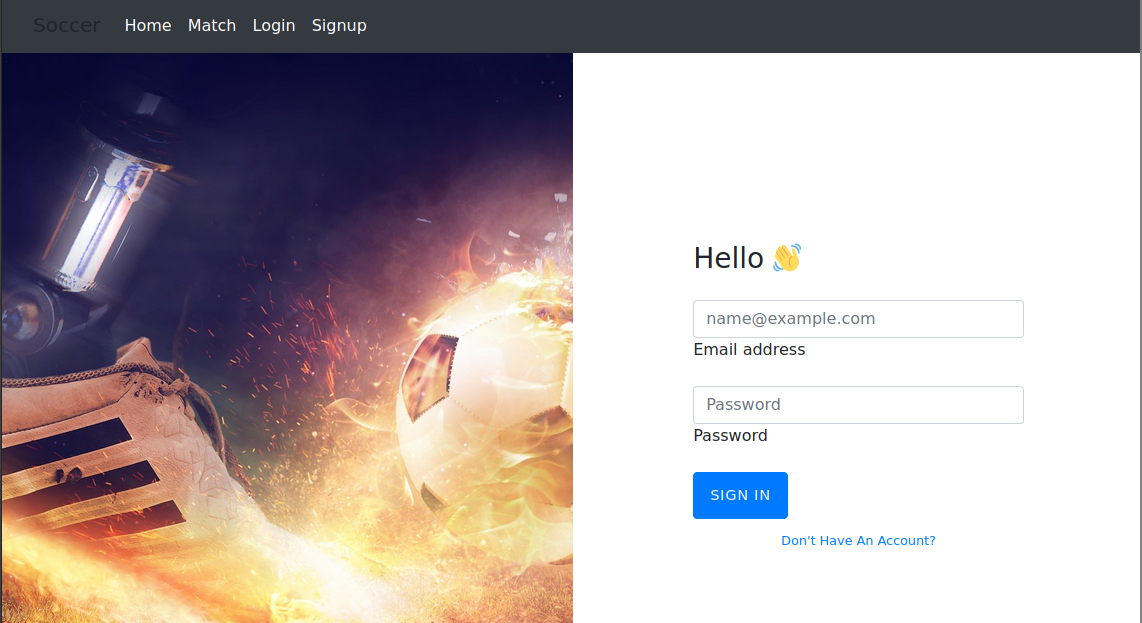 Soccer Home Match Login Signup
Hello 👋
name@example.com
Email address
Password
Password
SIGN IN
Don't Have An Account?